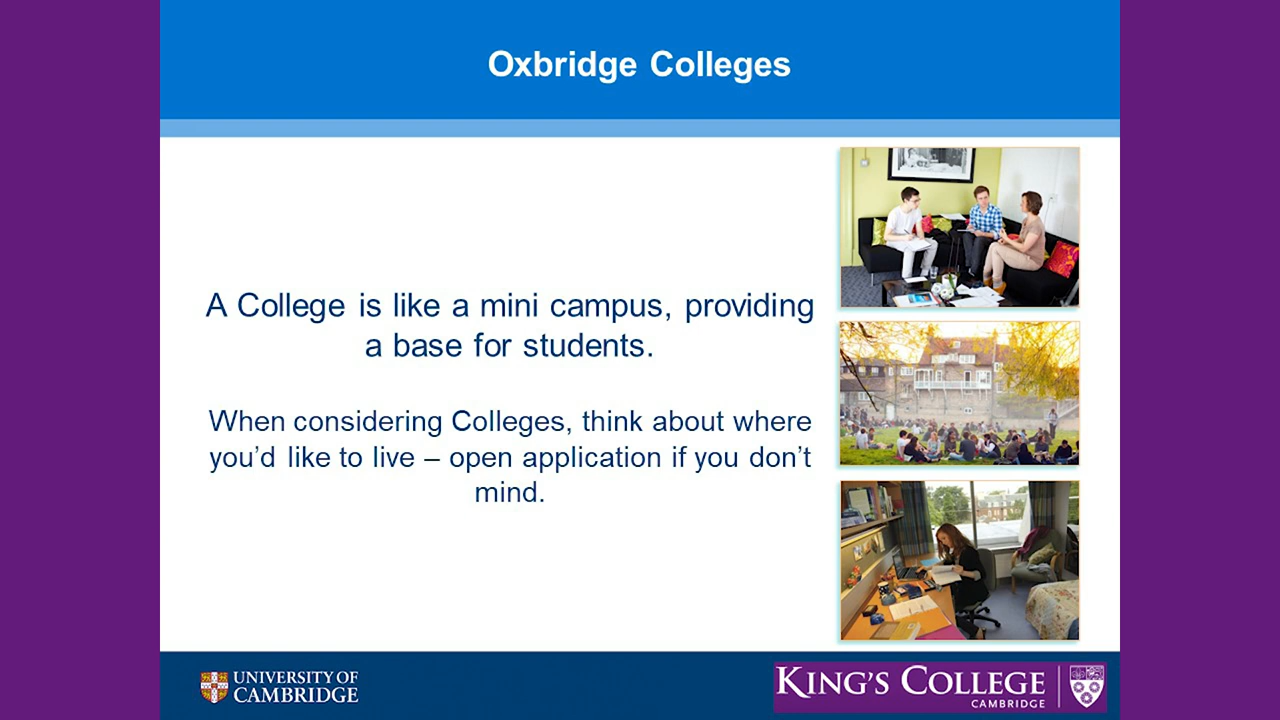 Oxbridge Colleges
A College is like a mini campus, providing
a base for students.
When considering Colleges, think about where
you'd like to live – open application if you don't
mind.
UNIVERSITY OF
CAMBRIDGE
KING'S COLLEGE
CAMBRIDGE